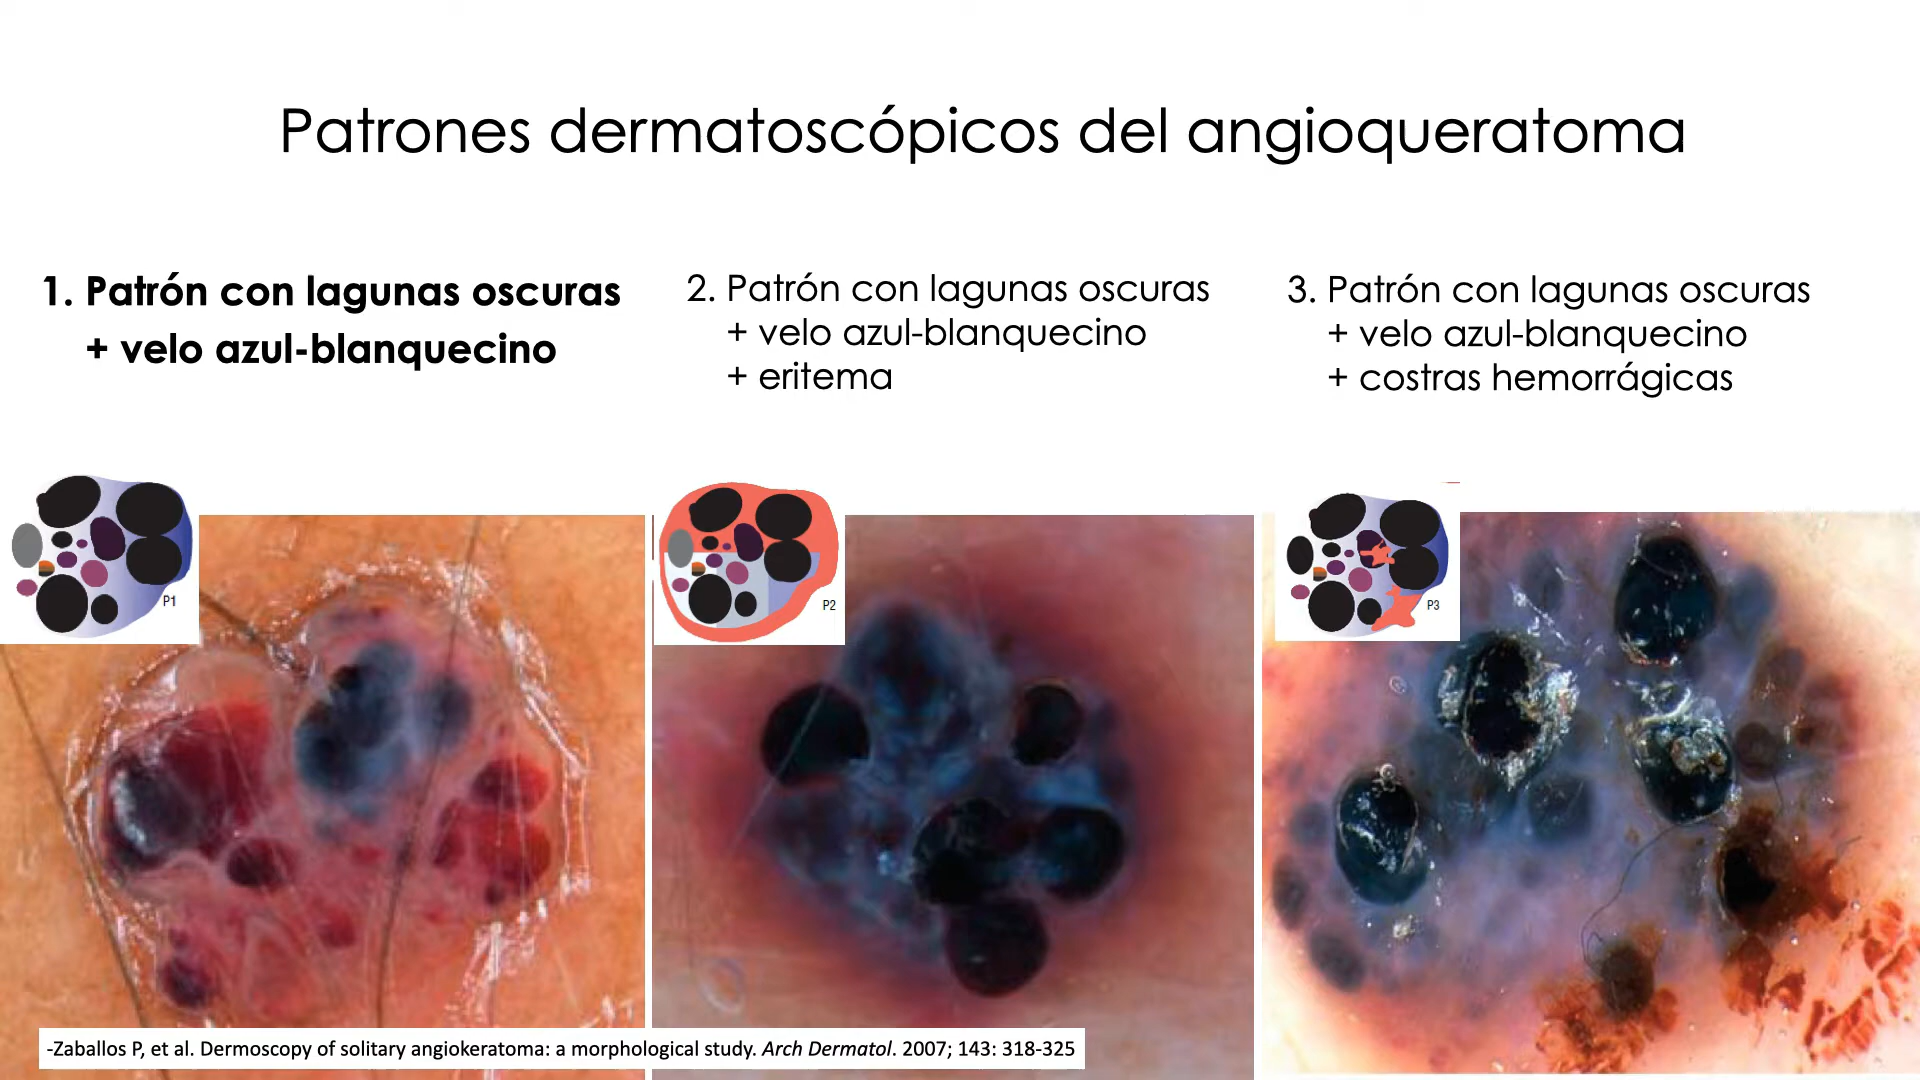 Patrones dermatoscópicos del angioqueratoma
1. Patrón con lagunas oscuras
+ velo azul-blanquecino
2. Patrón con lagunas oscuras
+ velo azul-blanquecino
+ eritema
3. Patrón con lagunas oscuras
+ velo azul-blanquecino
+ costras hemorrágicas
P1
P2
P3
-Zaballos P, et al. Dermoscopy of solitary angiokeratoma: a morphological study. Arch Dermatol. 2007; 143: 318-325